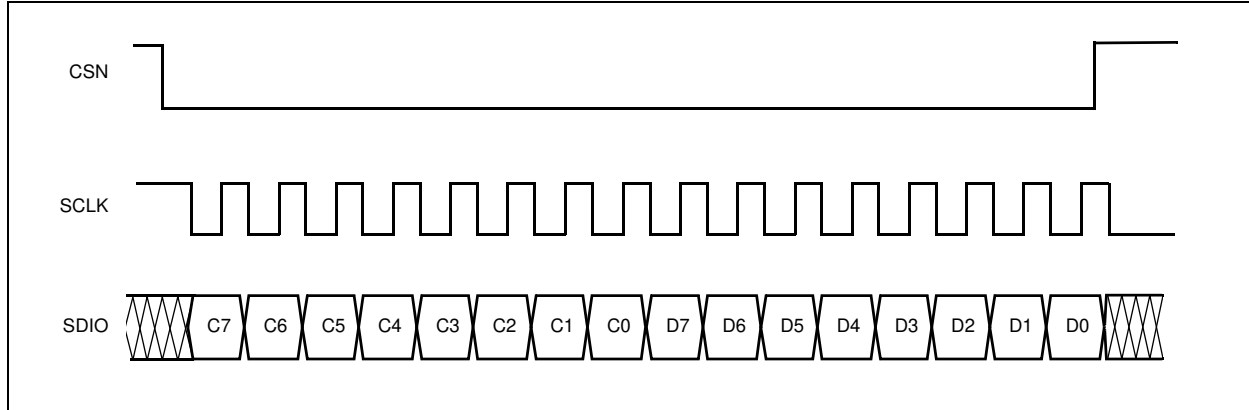 CSN
SCLK
SDIO
C7 C6 C5 C4 C3 C2 C1 C0 D7 D6 D5 D4 D3 D2 D1 D0